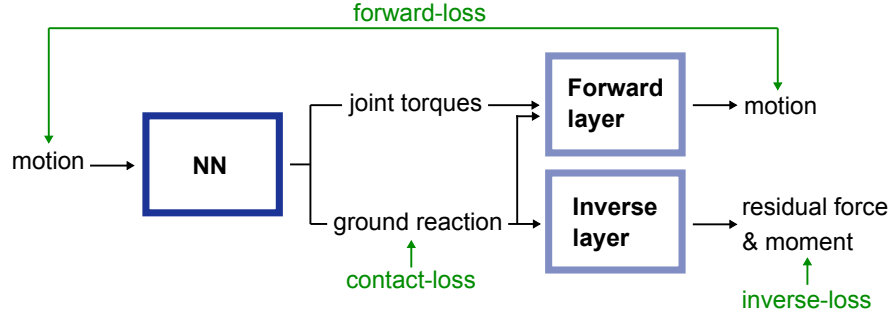 forward-loss
joint torques
Forward
layer
motion
motion
NN
ground reaction
Inverse
layer
residual force
& moment
contact-loss
inverse-loss